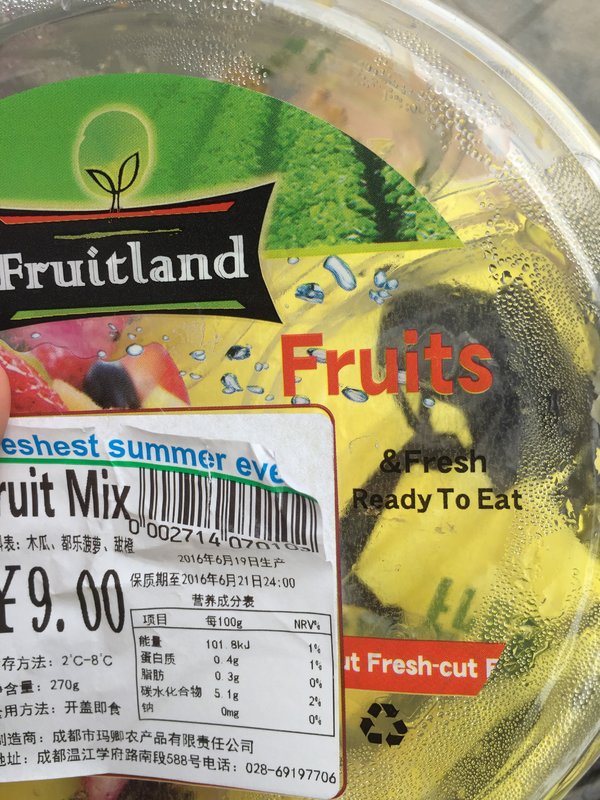 Fruitland
Fruits
&Fresh
Ready To Eat
eshest summer eve
ruit Mix
0 002714 070103
表: 木瓜、都乐菠萝、甜橙
2016年6月19日生产
¥9.00
保质期至2016年6月21日24:00
营养成分表
项目 每100g NRV%
能量 101.8kJ 1%
蛋白质 0.4g 1%
脂肪 0.3g 0%
碳水化合物 5.1g 2%
钠 0mg 0%
存方法: 2℃-8℃
含量: 270g
用方法: 开盖即食
制造商: 成都市玛卿农产品有限责任公司
地址: 成都温江学府路南段588号电话: 028-69197706
ut Fresh-cut F